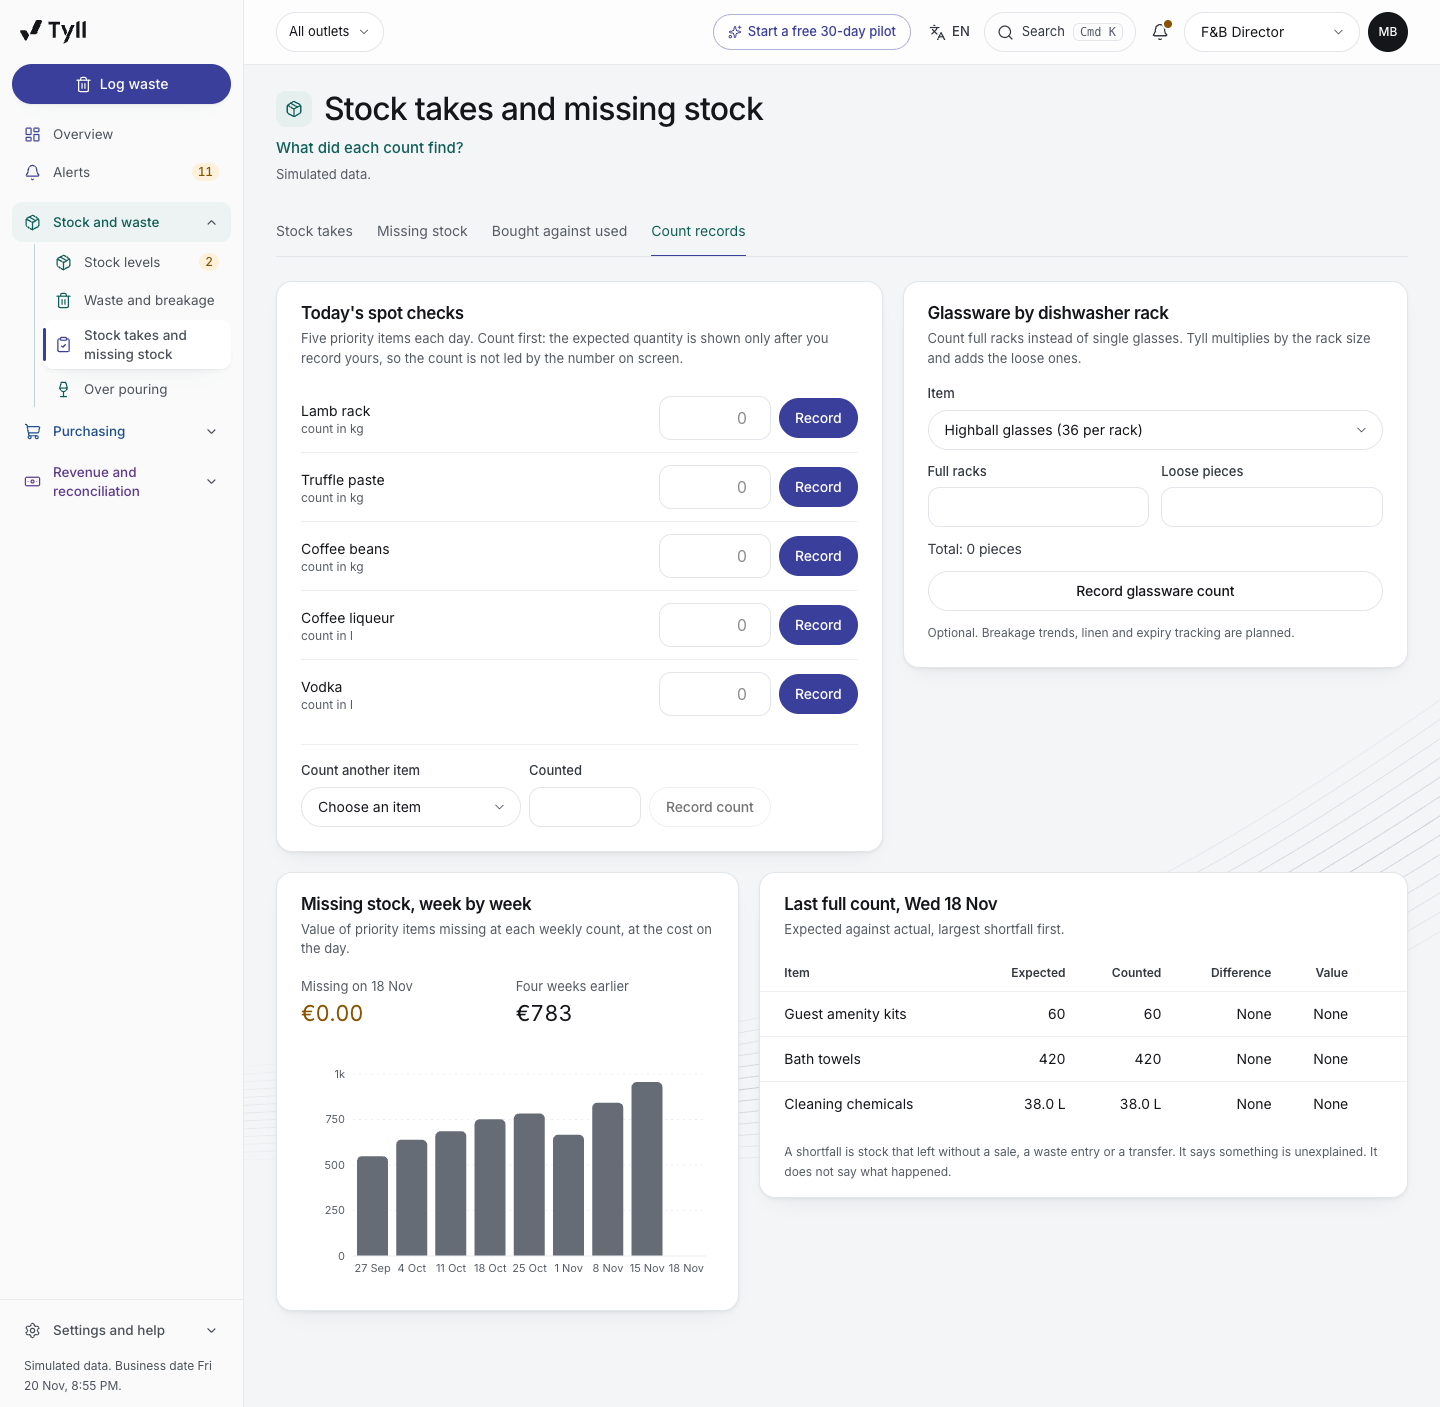 Tyll
All outlets
Start a free 30-day pilot
EN
Search
Cmd K
F&B Director
MB
Log waste
Overview
Alerts
11
Stock and waste
Stock levels
2
Waste and breakage
Stock takes and
missing stock
Over pouring
Purchasing
Revenue and
reconciliation
Settings and help
Simulated data. Business date Fri
20 Nov, 8:55 PM.
Stock takes and missing stock
What did each count find?
Simulated data.
Stock takes
Missing stock
Bought against used
Count records
Today's spot checks
Five priority items each day. Count first: the expected quantity is shown only after you
record yours, so the count is not led by the number on screen.
Lamb rack
count in kg
0
Record
Truffle paste
count in kg
0
Record
Coffee beans
count in kg
0
Record
Coffee liqueur
count in l
0
Record
Vodka
count in l
0
Record
Count another item
Counted
Choose an item
Record count
Glassware by dishwasher rack
Count full racks instead of single glasses. Tyll multiplies by the rack size
and adds the loose ones.
Item
Highball glasses (36 per rack)
Full racks
Loose pieces
Total: 0 pieces
Record glassware count
Optional. Breakage trends, linen and expiry tracking are planned.
Missing stock, week by week
Value of priority items missing at each weekly count, at the cost on
the day.
Missing on 18 Nov
Four weeks earlier
€0.00
€783
1k
750
500
250
0
27 Sep 4 Oct 11 Oct 18 Oct 25 Oct 1 Nov 8 Nov 15 Nov 18 Nov
Last full count, Wed 18 Nov
Expected against actual, largest shortfall first.
Item Expected Counted Difference Value
Guest amenity kits 60 60 None None
Bath towels 420 420 None None
Cleaning chemicals 38.0 L 38.0 L None None
A shortfall is stock that left without a sale, a waste entry or a transfer. It says something is unexplained. It
does not say what happened.